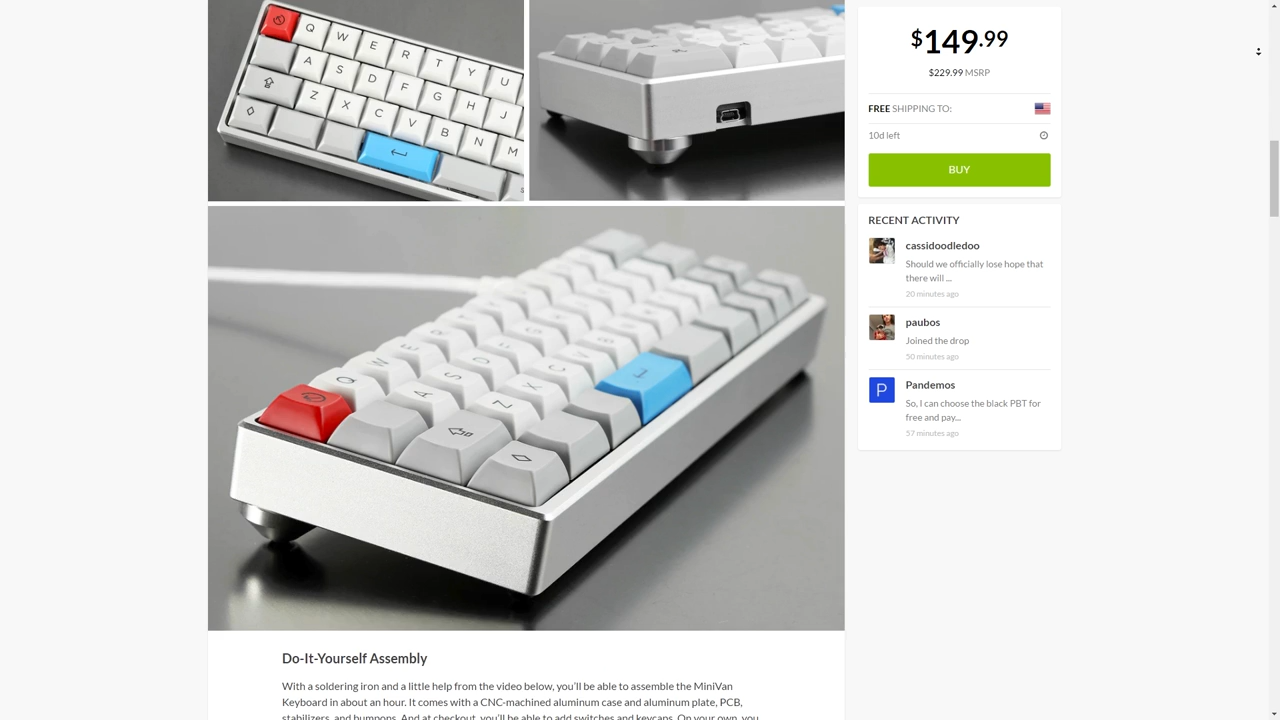 Q W E R T Y U
A S D F G H J
Z X C V B N M
$149.99
$229.99 MSRP
FREE SHIPPING TO:
10d left
BUY
RECENT ACTIVITY
cassidoodledoo
Should we officially lose hope that
there will ...
20 minutes ago
paubos
Joined the drop
50 minutes ago
P
Pandemos
So, I can choose the black PBT for
free and pay...
57 minutes ago
Q W E R
A S D F
Z X C V
Do-It-Yourself Assembly
With a soldering iron and a little help from the video below, you'll be able to assemble the MiniVan
Keyboard in about an hour. It comes with a CNC-machined aluminum case and aluminum plate, PCB,
stabilizers, and bumpons. And at checkout, you'll be able to add switches and keycaps. On your own, you